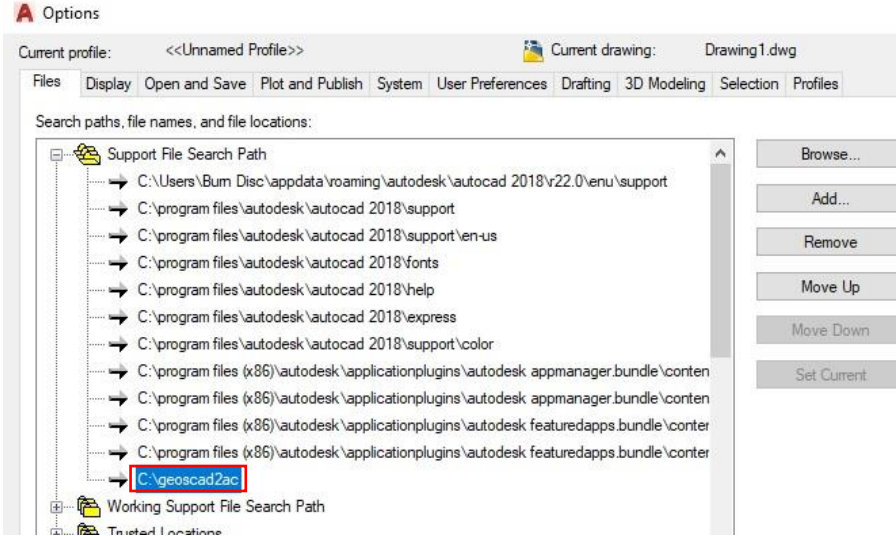 Options
Current profile: <<Unnamed Profile>> Current drawing: Drawing1.dwg
Files Display Open and Save Plot and Publish System User Preferences Drafting 3D Modeling Selection Profiles
Search paths, file names, and file locations:
Support File Search Path
Browse...
C:\Users\Burn Disc\appdata\roaming\autodesk\autocad 2018\r22.0\enu\support
C:\program files\autodesk\autocad 2018\support
Add...
C:\program files\autodesk\autocad 2018\support\en-us
Remove
C:\program files\autodesk\autocad 2018\fonts
C:\program files\autodesk\autocad 2018\help
Move Up
C:\program files\autodesk\autocad 2018\express
Move Down
C:\program files\autodesk\autocad 2018\support\color
C:\program files (x86)\autodesk\applicationplugins\autodesk appmanager.bundle\conten
Set Current
C:\program files (x86)\autodesk\applicationplugins\autodesk appmanager.bundle\conten
C:\program files (x86)\autodesk\applicationplugins\autodesk featuredapps.bundle\conter
C:\program files (x86)\autodesk\applicationplugins\autodesk featuredapps.bundle\conter
C:\geoscad2ac
Working Support File Search Path
Trusted Locations